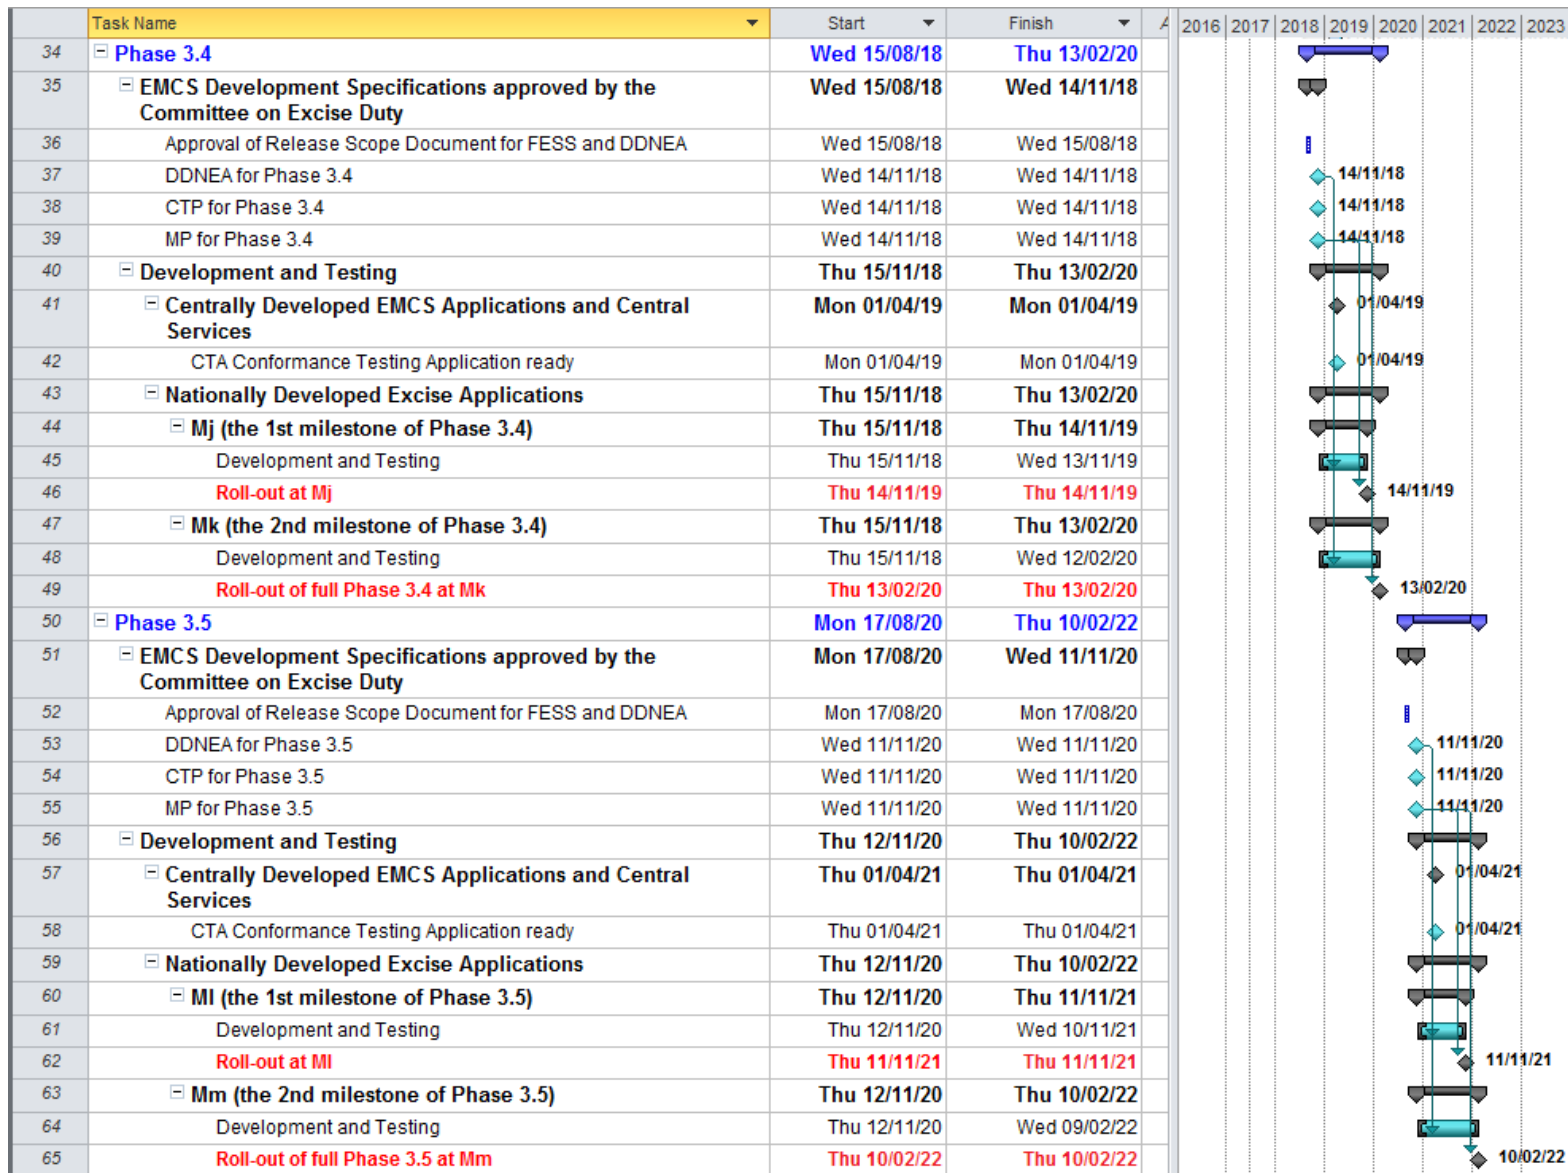 Task Name Start Finish A 2016 2017 2018 2019 2020 2021 2022 2023
34 Phase 3.4 Wed 15/08/18 Thu 13/02/20
35 EMCS Development Specifications approved by the Wed 15/08/18 Wed 14/11/18
Committee on Excise Duty
36 Approval of Release Scope Document for FESS and DDNEA Wed 15/08/18 Wed 15/08/18
37 DDNEA for Phase 3.4 Wed 14/11/18 Wed 14/11/18 14/11/18
38 CTP for Phase 3.4 Wed 14/11/18 Wed 14/11/18 14/11/18
39 MP for Phase 3.4 Wed 14/11/18 Wed 14/11/18 14/11/18
40 Development and Testing Thu 15/11/18 Thu 13/02/20
41 Centrally Developed EMCS Applications and Central Mon 01/04/19 Mon 01/04/19 01/04/19
Services
42 CTA Conformance Testing Application ready Mon 01/04/19 Mon 01/04/19 01/04/19
43 Nationally Developed Excise Applications Thu 15/11/18 Thu 13/02/20
44 Mj (the 1st milestone of Phase 3.4) Thu 15/11/18 Thu 14/11/19
45 Development and Testing Thu 15/11/18 Wed 13/11/19
46 Roll-out at Mj Thu 14/11/19 Thu 14/11/19 14/11/19
47 Mk (the 2nd milestone of Phase 3.4) Thu 15/11/18 Thu 13/02/20
48 Development and Testing Thu 15/11/18 Wed 12/02/20
49 Roll-out of full Phase 3.4 at Mk Thu 13/02/20 Thu 13/02/20 13/02/20
50 Phase 3.5 Mon 17/08/20 Thu 10/02/22
51 EMCS Development Specifications approved by the Mon 17/08/20 Wed 11/11/20
Committee on Excise Duty
52 Approval of Release Scope Document for FESS and DDNEA Mon 17/08/20 Mon 17/08/20
53 DDNEA for Phase 3.5 Wed 11/11/20 Wed 11/11/20 11/11/20
54 CTP for Phase 3.5 Wed 11/11/20 Wed 11/11/20 11/11/20
55 MP for Phase 3.5 Wed 11/11/20 Wed 11/11/20 11/11/20
56 Development and Testing Thu 12/11/20 Thu 10/02/22
57 Centrally Developed EMCS Applications and Central Thu 01/04/21 Thu 01/04/21 01/04/21
Services
58 CTA Conformance Testing Application ready Thu 01/04/21 Thu 01/04/21 01/04/21
59 Nationally Developed Excise Applications Thu 12/11/20 Thu 10/02/22
60 Ml (the 1st milestone of Phase 3.5) Thu 12/11/20 Thu 11/11/21
61 Development and Testing Thu 12/11/20 Wed 10/11/21
62 Roll-out at Ml Thu 11/11/21 Thu 11/11/21 11/11/21
63 Mm (the 2nd milestone of Phase 3.5) Thu 12/11/20 Thu 10/02/22
64 Development and Testing Thu 12/11/20 Wed 09/02/22
65 Roll-out of full Phase 3.5 at Mm Thu 10/02/22 Thu 10/02/22 10/02/22